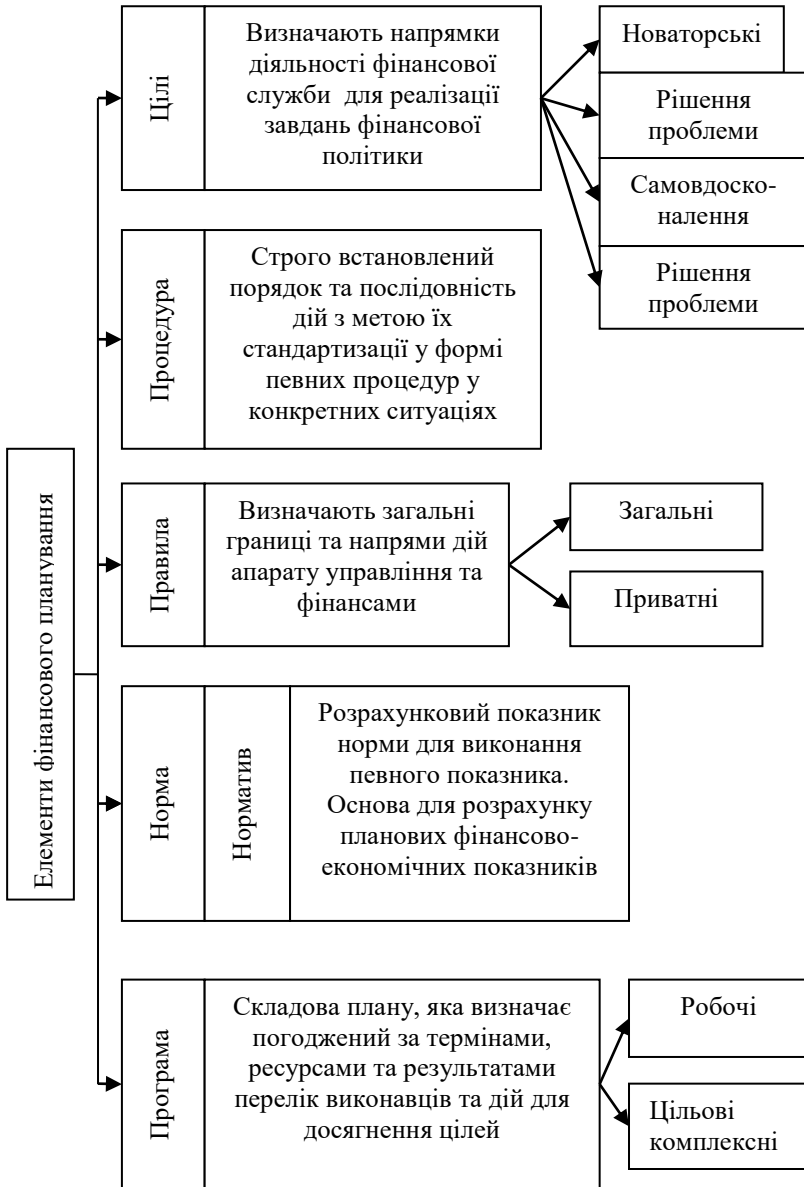 Елементи фінансового планування
Цілі
Визначають напрямки
діяльності фінансової
служби для реалізації
завдань фінансової
політики
Новаторські
Рішення
проблеми
Самовдоско-
налення
Рішення
проблеми
Процедура
Строго встановлений
порядок та послідовність
дій з метою їх
стандартизації у формі
певних процедур у
конкретних ситуаціях
Правила
Визначають загальні
границі та напрями дій
апарату управління та
фінансами
Загальні
Приватні
Норма
Норматив
Розрахунковий показник
норми для виконання
певного показника.
Основа для розрахунку
планових фінансово-
економічних показників
Програма
Складова плану, яка визначає
погоджений за термінами,
ресурсами та результатами
перелік виконавців та дій для
досягнення цілей
Робочі
Цільові
комплексні